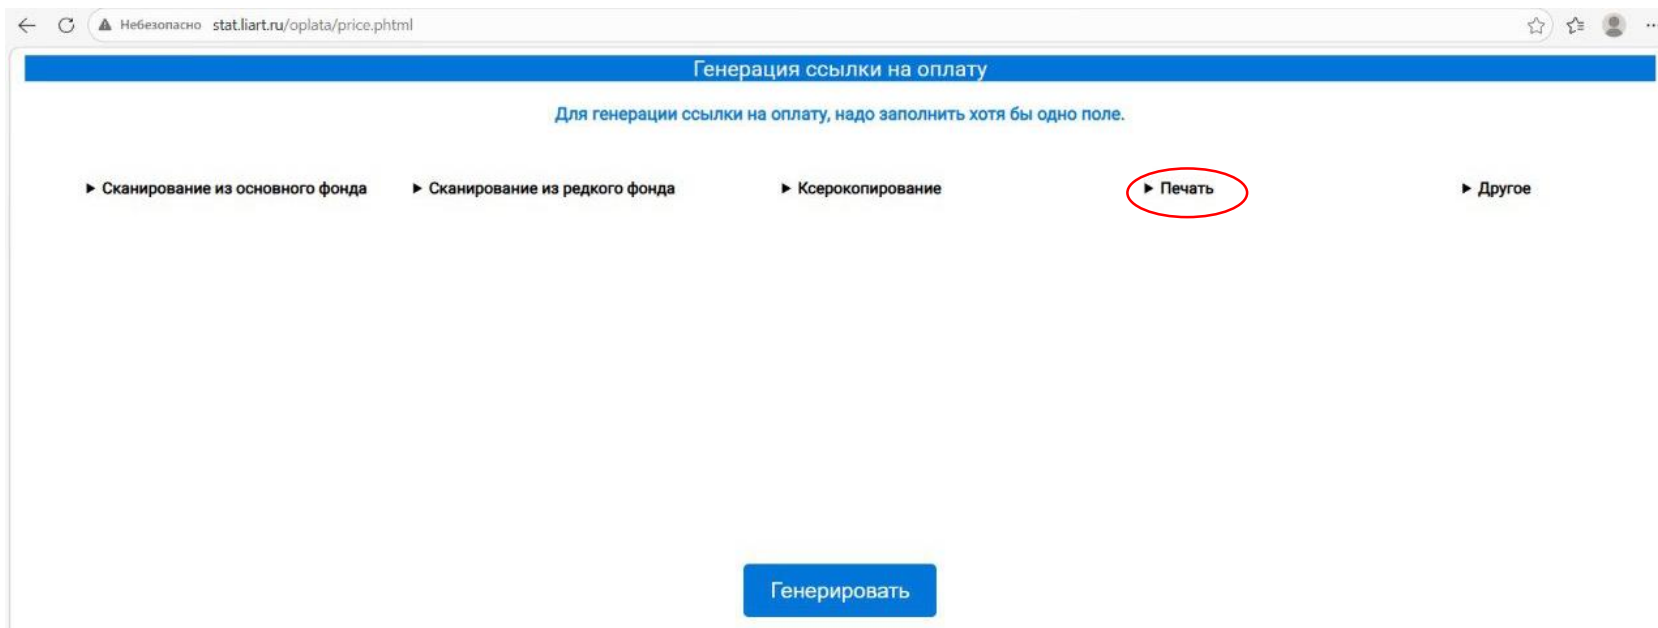 Небезопасно stat.liart.ru/oplata/price.phtml
Генерация ссылки на оплату
Для генерации ссылки на оплату, надо заполнить хотя бы одно поле.
▶ Сканирование из основного фонда ▶ Сканирование из редкого фонда ▶ Ксерокопирование ▶ Печать ▶ Другое
Генерировать